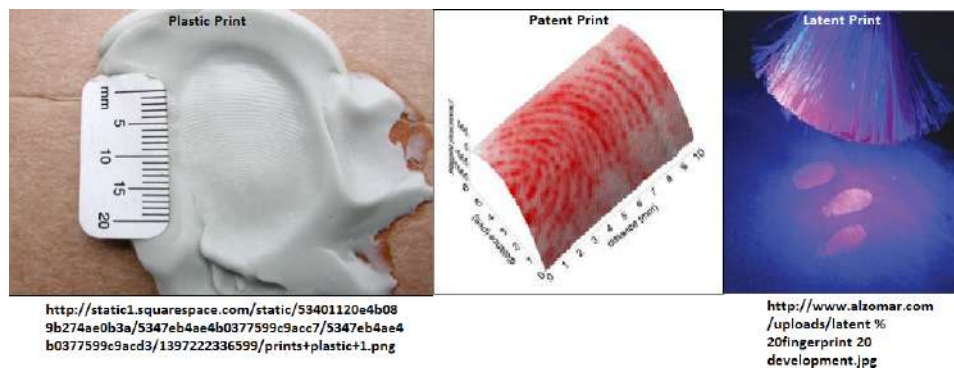 Plastic Print
Patent Print
Latent Print
mm
5
10
15
20
10
9
8
7
6
5
4
3
2
1
0
distance (mm)
http://static1.squarespace.com/static/53401120e4b08
9b274ae0b3a/5347eb4ae4b0377599c9acc7/5347eb4ae4
b0377599c9acd3/1397222336599/prints+plastic+1.png
http://www.alzomar.com
/uploads/latent %
20fingerprint 20
development.jpg